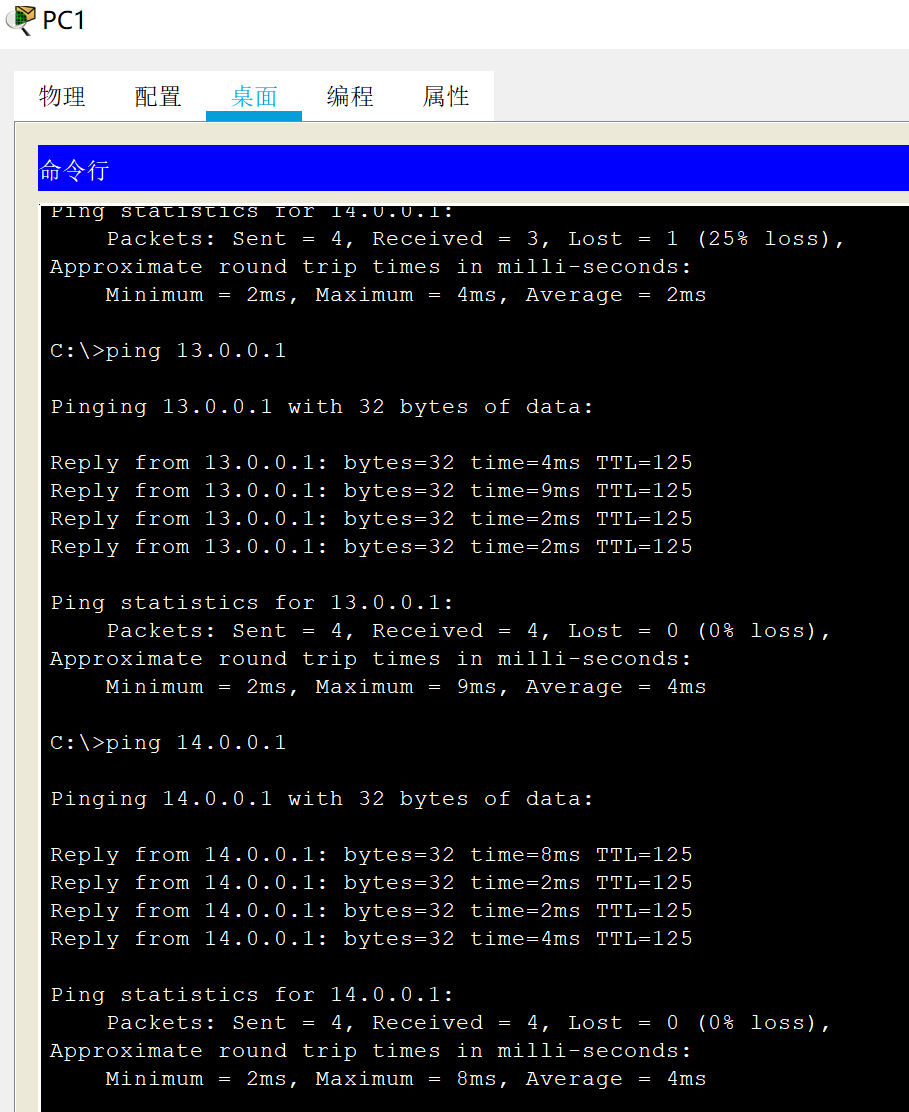 PC1
物理 配置 桌面 编程 属性
命令行
Ping statistics for 14.0.0.1:
Packets: Sent = 4, Received = 3, Lost = 1 (25% loss),
Approximate round trip times in milli-seconds:
Minimum = 2ms, Maximum = 4ms, Average = 2ms
C:\>ping 13.0.0.1
Pinging 13.0.0.1 with 32 bytes of data:
Reply from 13.0.0.1: bytes=32 time=4ms TTL=125
Reply from 13.0.0.1: bytes=32 time=9ms TTL=125
Reply from 13.0.0.1: bytes=32 time=2ms TTL=125
Reply from 13.0.0.1: bytes=32 time=2ms TTL=125
Ping statistics for 13.0.0.1:
Packets: Sent = 4, Received = 4, Lost = 0 (0% loss),
Approximate round trip times in milli-seconds:
Minimum = 2ms, Maximum = 9ms, Average = 4ms
C:\>ping 14.0.0.1
Pinging 14.0.0.1 with 32 bytes of data:
Reply from 14.0.0.1: bytes=32 time=8ms TTL=125
Reply from 14.0.0.1: bytes=32 time=2ms TTL=125
Reply from 14.0.0.1: bytes=32 time=2ms TTL=125
Reply from 14.0.0.1: bytes=32 time=4ms TTL=125
Ping statistics for 14.0.0.1:
Packets: Sent = 4, Received = 4, Lost = 0 (0% loss),
Approximate round trip times in milli-seconds:
Minimum = 2ms, Maximum = 8ms, Average = 4ms